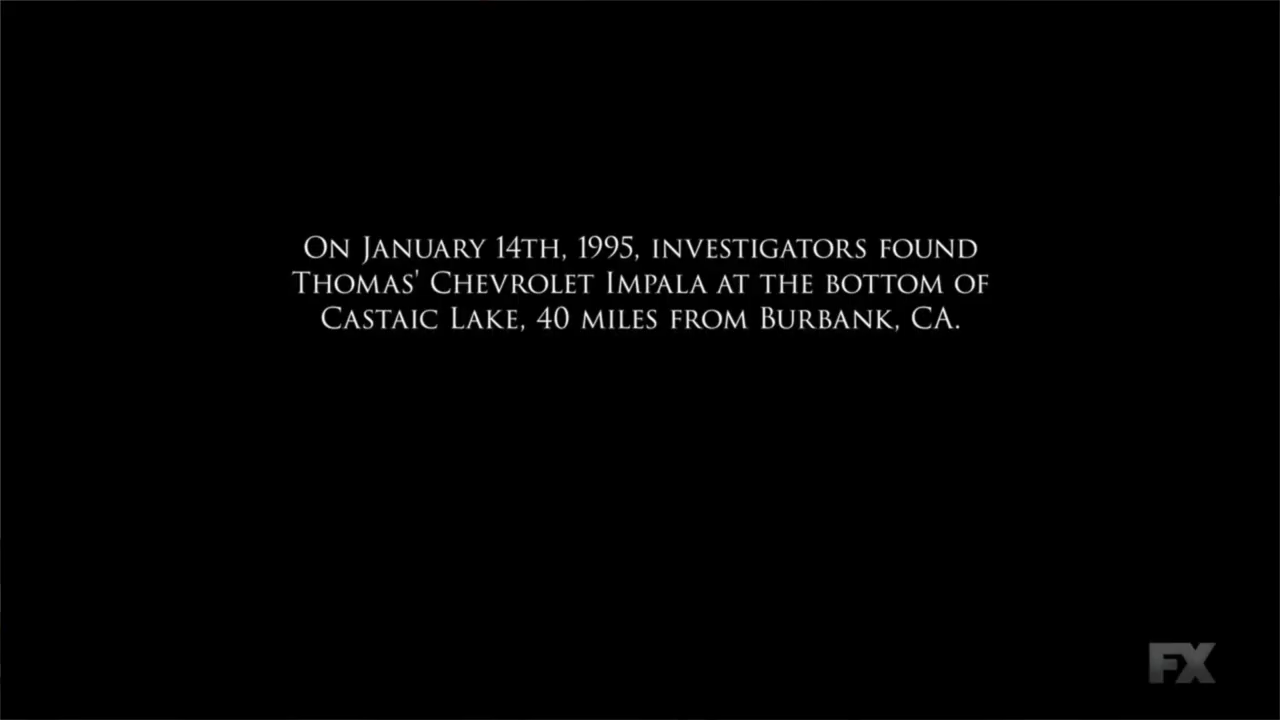 On January 14th, 1995, investigators found
Thomas' Chevrolet Impala at the bottom of
Castaic Lake, 40 miles from Burbank, CA.
FX